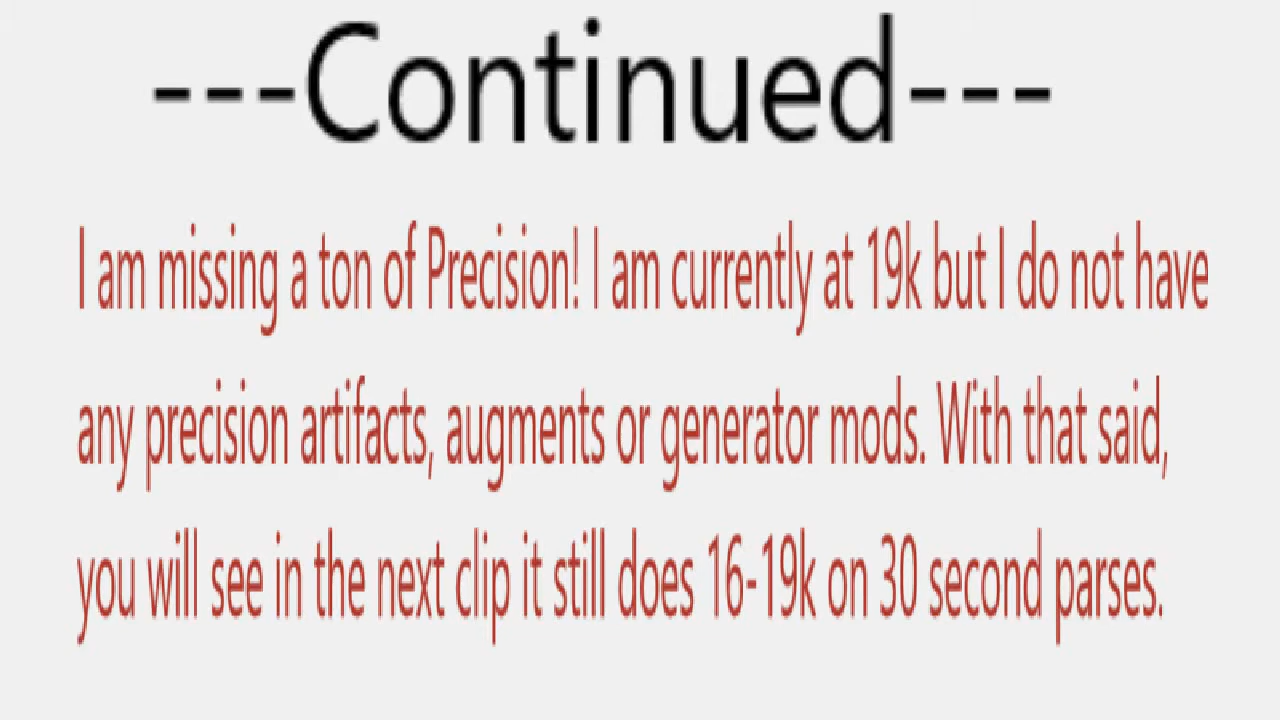 ---Continued---
I am missing a ton of Precision! I am currently at 19k but I do not have
any precision artifacts, augments or generator mods. With that said,
you will see in the next clip it still does 16-19k on 30 second parses.